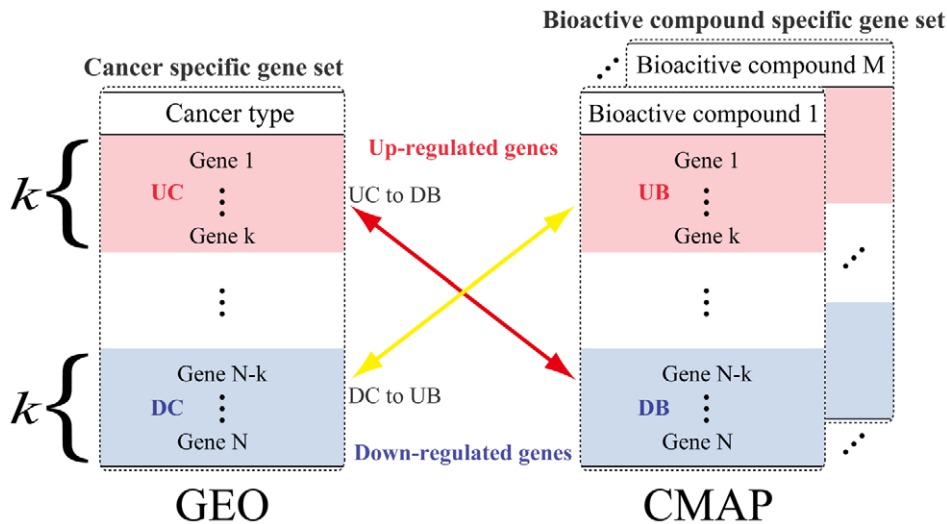 Bioactive compound specific gene set
Cancer specific gene set
Bioacitive compound M
Cancer type
Bioactive compound 1
Up-regulated genes
k
Gene 1
UC
Gene k
UC to DB
Gene 1
UB
Gene k
k
Gene N-k
DC
Gene N
DC to UB
Down-regulated genes
Gene N-k
DB
Gene N
GEO
CMAP